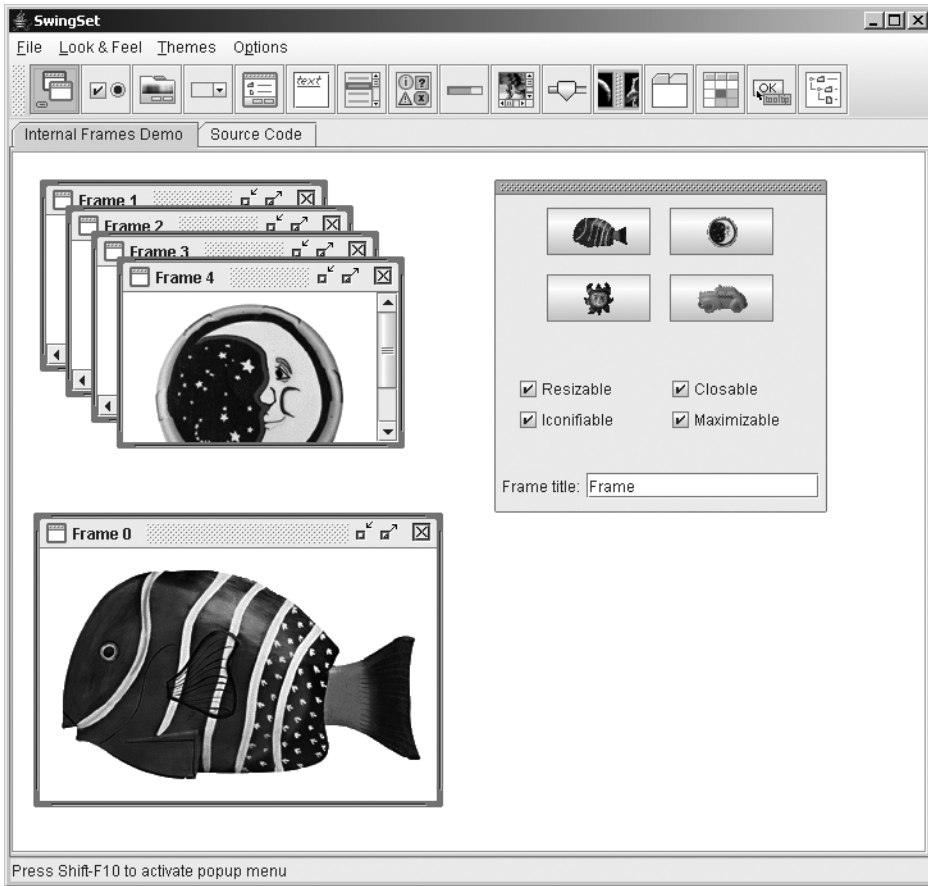 SwingSet
File Look & Feel Themes Options
text
OK
tooltip
Internal Frames Demo Source Code
Frame 1
Frame 2
Frame 3
Frame 4
Resizable Closable
Iconifiable Maximizable
Frame title: Frame
Frame 0
Press Shift-F10 to activate popup menu